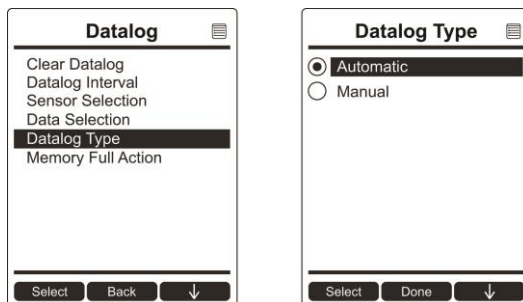 Datalog
Clear Datalog
Datalog Interval
Sensor Selection
Data Selection
Datalog Type
Memory Full Action
Select Back ↓
Datalog Type
Automatic
Manual
Select Done ↓